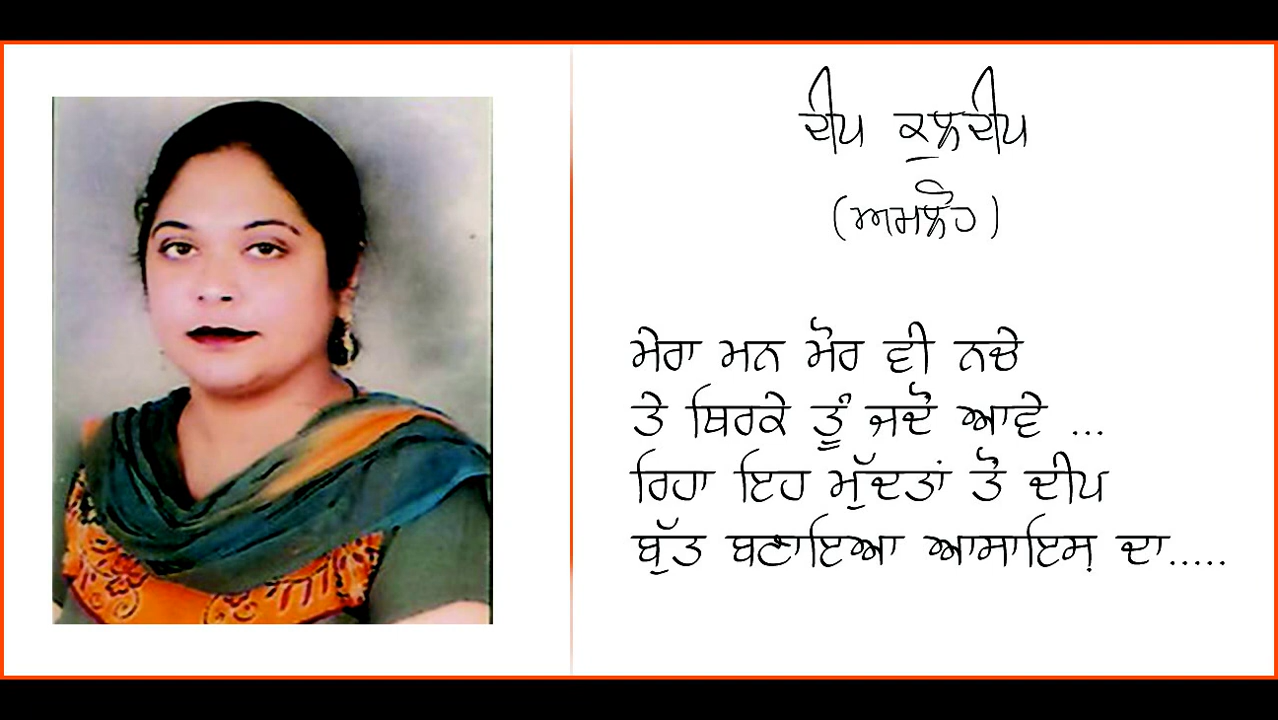 ਦੀਪ ਕੁਲਦੀਪ
(ਅਮਲੋਹ)
ਮੇਰਾ ਮਨ ਮੋਰ ਵੀ ਨਚੇ
ਤੇ ਥਿਰਕੇ ਤੂੰ ਜਦੋਂ ਆਵੇ ...
ਰਿਹਾ ਇਹ ਮੁੱਦਤਾਂ ਤੋਂ ਦੀਪ
ਬੁੱਤ ਬਣਾਇਆ ਆਸਾਇਸ਼ ਦਾ.....